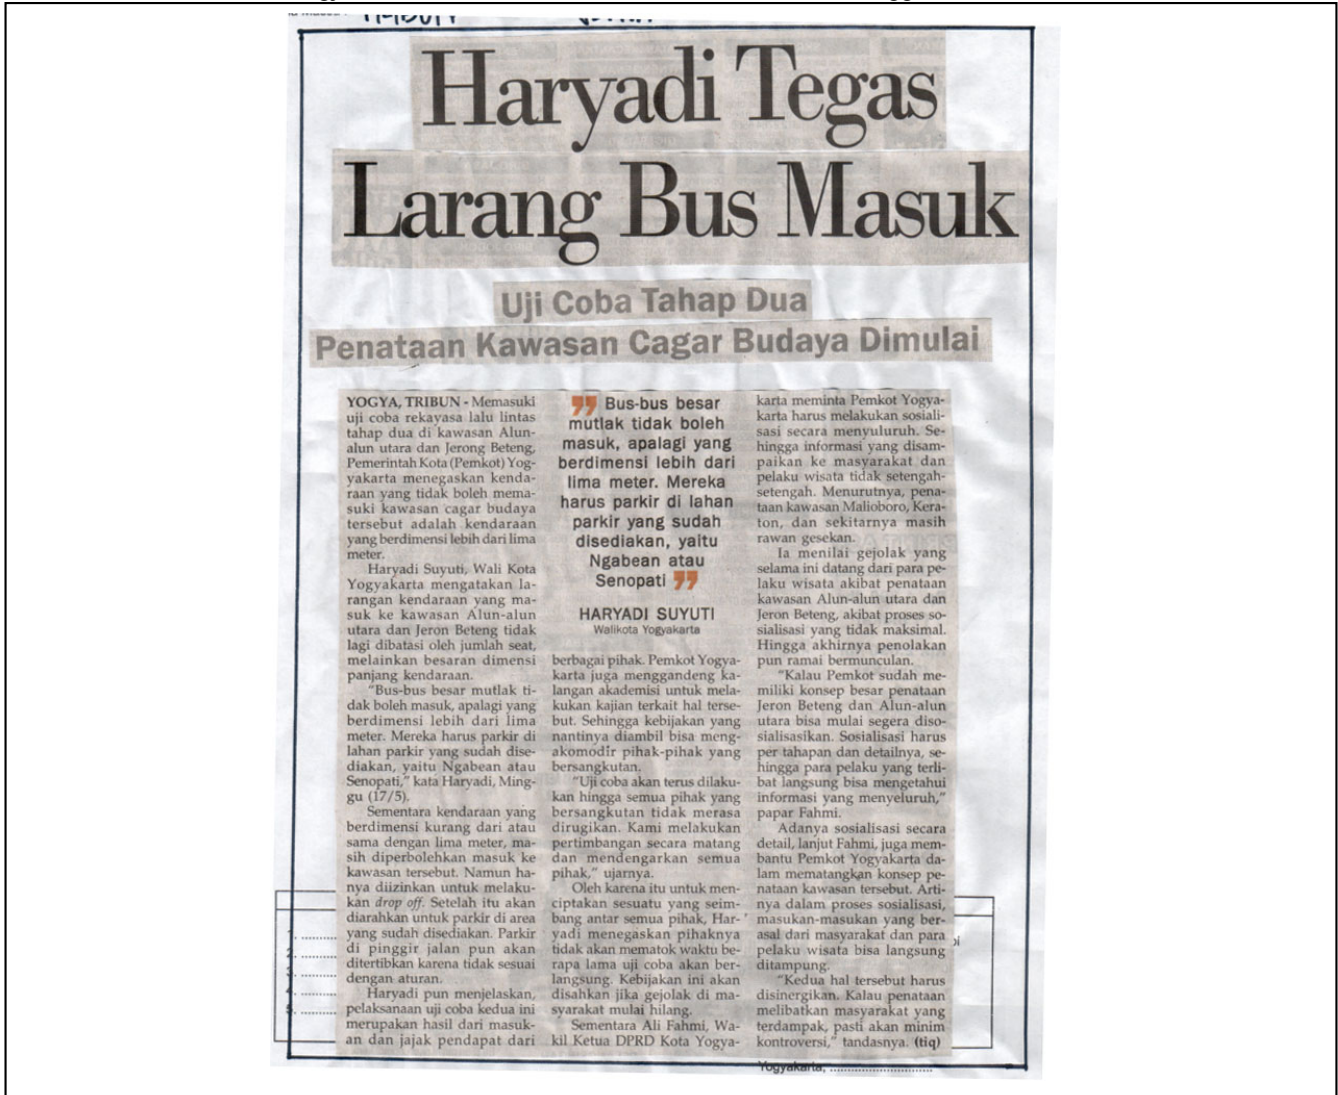 Haryadi Tegas
Larang Bus Masuk
Uji Coba Tahap Dua
Penataan Kawasan Cagar Budaya Dimulai
YOGYA, TRIBUN - Memasuki
uji coba rekayasa lalu lintas
tahap dua di kawasan Alun-
alun utara dan Jerong Beteng,
Pemerintah Kota (Pemkot) Yog-
yakarta menegaskan kenda-
raan yang tidak boleh mema-
suki kawasan cagar budaya
tersebut adalah kendaraan
yang berdimensi lebih dari lima
meter.
Haryadi Suyuti, Wali Kota
Yogyakarta mengatakan la-
rangan kendaraan yang ma-
suk ke kawasan Alun-alun
utara dan Jeron Beteng tidak
lagi dibatasi oleh jumlah seat,
melainkan besaran dimensi
panjang kendaraan.
"Bus-bus besar mutlak ti-
dak boleh masuk, apalagi yang
berdimensi lebih dari lima
meter. Mereka harus parkir di
lahan parkir yang sudah dise-
diakan, yaitu Ngabean atau
Senopati," kata Haryadi, Ming-
gu (17/5).
Sementara kendaraan yang
berdimensi kurang dari atau
sama dengan lima meter, ma-
sih diperbolehkan masuk ke
kawasan tersebut. Namun ha-
nya diizinkan untuk melaku-
kan drop off. Setelah itu akan
diarahkan untuk parkir di area
yang sudah disediakan. Parkir
di pinggir jalan pun akan
ditertibkan karena tidak sesuai
dengan aturan.
Haryadi pun menjelaskan,
pelaksanaan uji coba kedua ini
merupakan hasil dari masuk-
an dan jajak pendapat dari
" Bus-bus besar
mutlak tidak boleh
masuk, apalagi yang
berdimensi lebih dari
lima meter. Mereka
harus parkir di lahan
parkir yang sudah
disediakan, yaitu
Ngabean atau
Senopati "
HARYADI SUYUTI
Walikota Yogyakarta
berbagai pihak. Pemkot Yogya-
karta juga menggandeng ka-
langan akademisi untuk mela-
kukan kajian terkait hal terse-
but. Sehingga kebijakan yang
nantinya diambil bisa meng-
akomodir pihak-pihak yang
bersangkutan.
"Uji coba akan terus dilaku-
kan hingga semua pihak yang
bersangkutan tidak merasa
dirugikan. Kami melakukan
pertimbangan secara matang
dan mendengarkan semua
pihak," ujarnya.
Oleh karena itu untuk men-
ciptakan sesuatu yang seim-
bang antar semua pihak, Har-
yadi menegaskan pihaknya
tidak akan mematok waktu be-
rapa lama uji coba akan ber-
langsung. Kebijakan ini akan
disahkan jika gejolak di ma-
syarakat mulai hilang.
Sementara Ali Fahmi, Wa-
kil Ketua DPRD Kota Yogya-
karta meminta Pemkot Yogya-
karta harus melakukan sosiali-
sasi secara menyuluruh. Se-
hingga informasi yang disam-
paikan ke masyarakat dan
pelaku wisata tidak setengah-
setengah. Menurutnya, pena-
taan kawasan Malioboro, Kera-
ton, dan sekitarnya masih
rawan gesekan.
Ia menilai gejolak yang
selama ini datang dari para pe-
laku wisata akibat penataan
kawasan Alun-alun utara dan
Jeron Beteng, akibat proses so-
sialisasi yang tidak maksimal.
Hingga akhirnya penolakan
pun ramai bermunculan.
"Kalau Pemkot sudah me-
miliki konsep besar penataan
Jeron Beteng dan Alun-alun
utara bisa mulai segera diso-
sialisasikan. Sosialisasi harus
per tahapan dan detailnya, se-
hingga para pelaku yang terli-
bat langsung bisa mengetahui
informasi yang menyeluruh,"
papar Fahmi.
Adanya sosialisasi secara
detail, lanjut Fahmi, juga mem-
bantu Pemkot Yogyakarta da-
lam mematangkan konsep pe-
nataan kawasan tersebut. Arti-
nya dalam proses sosialisasi,
masukan-masukan yang ber-
asal dari masyarakat dan para
pelaku wisata bisa langsung
ditampung.
"Kedua hal tersebut harus
disinergikan. Kalau penataan
melibatkan masyarakat yang
terdampak, pasti akan minim
kontroversi," tandasnya. (tiq)
Yogyakarta, ..............................